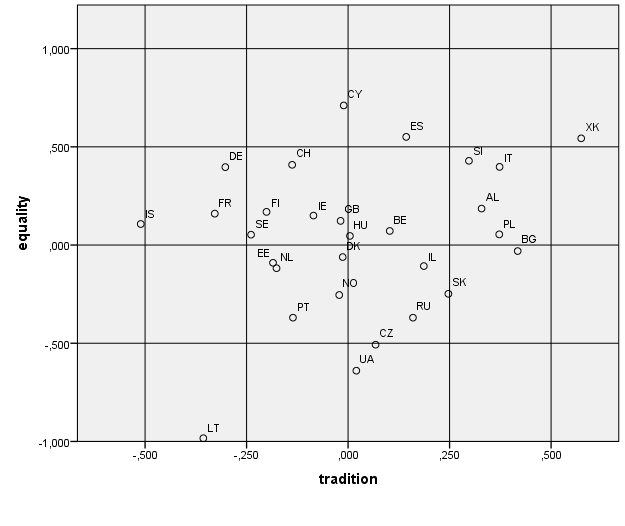 1,000
CY
ES
XK
,500
DE
CH
SI
IT
FR
FI
IE
GB
AL
IS
SE
HU
BE
PL
,000
DK
BG
EE
NL
IL
NO
SK
PT
RU
CZ
-,500
UA
LT
-1,000
-,500
-,250
,000
,250
,500
equality
tradition